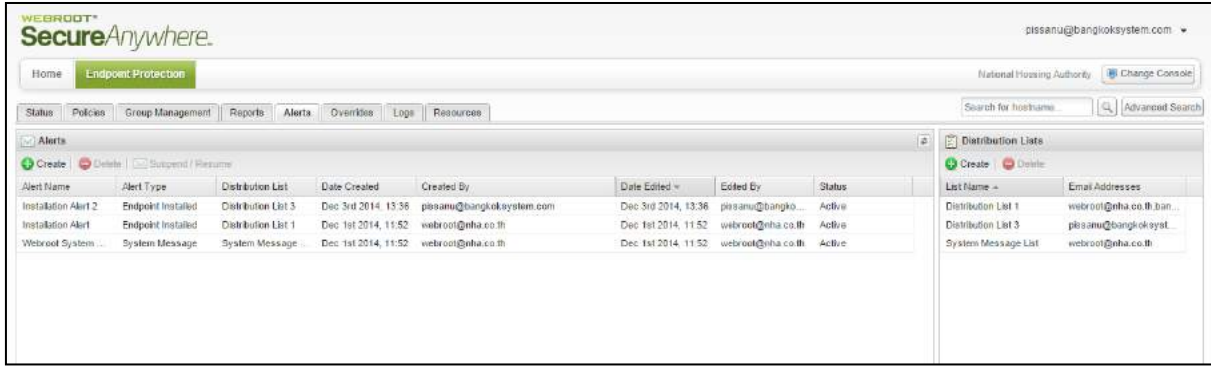 WEBROOT
SecureAnywhere.
pissanu@bangkoksystem.com
Home Endpoint Protection
National Housing Authority Change Console
Status Policies Group Management Reports Alerts Overrides Logs Resources
Search for hostname... Advanced Search
Alerts
Create Delete Suspend / Resume
Alert Name Alert Type Distribution List Date Created Created By Date Edited Edited By Status
Installation Alert 2 Endpoint Installed Distribution List 3 Dec 3rd 2014, 13:36 pissanu@bangkoksystem.com Dec 3rd 2014, 13:36 pissanu@bangko... Active
Installation Alert Endpoint Installed Distribution List 1 Dec 1st 2014, 11:52 webroot@nha.co.th Dec 1st 2014, 11:52 webroot@nha.co.th Active
Webroot System ... System Message System Message ... Dec 1st 2014, 11:52 webroot@nha.co.th Dec 1st 2014, 11:52 webroot@nha.co.th Active
Distribution Lists
Create Delete
List Name Email Addresses
Distribution List 1 webroot@nha.co.th,ban...
Distribution List 3 pissanu@bangkoksyst...
System Message List webroot@nha.co.th